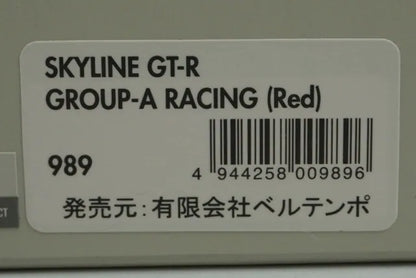 SKYLINE GT-R
GROUP-A RACING (Red)
989
4 944258 009896
発売元:有限会社ベルテンポ
CT